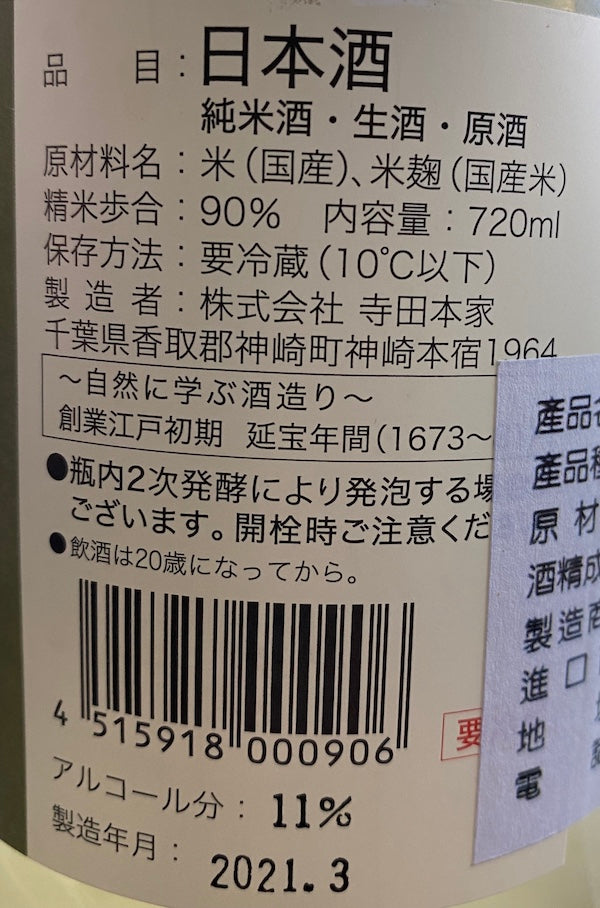 品 目：日本酒
純米酒・生酒・原酒
原材料名：米（国産）、米麹（国産米）
精米歩合：90% 内容量：720ml
保存方法：要冷蔵（10℃以下）
製造者：株式会社 寺田本家
千葉県香取郡神崎町神崎本宿1964
～自然に学ぶ酒造り～
創業江戸初期 延宝年間（1673～
●瓶内2次発酵により発泡する場
ございます。開栓時ご注意くだ
●飲酒は20歳になってから。
4 515918 000906
要
アルコール分：11%
製造年月：2021.3
產品
產品
原材
酒精成
製造
進口
地
電